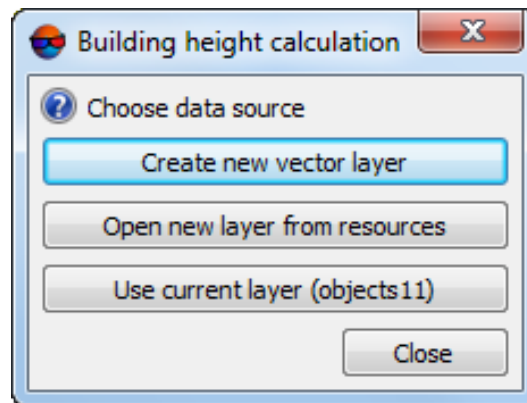 Building height calculation
Choose data source
Create new vector layer
Open new layer from resources
Use current layer (objects11)
Close